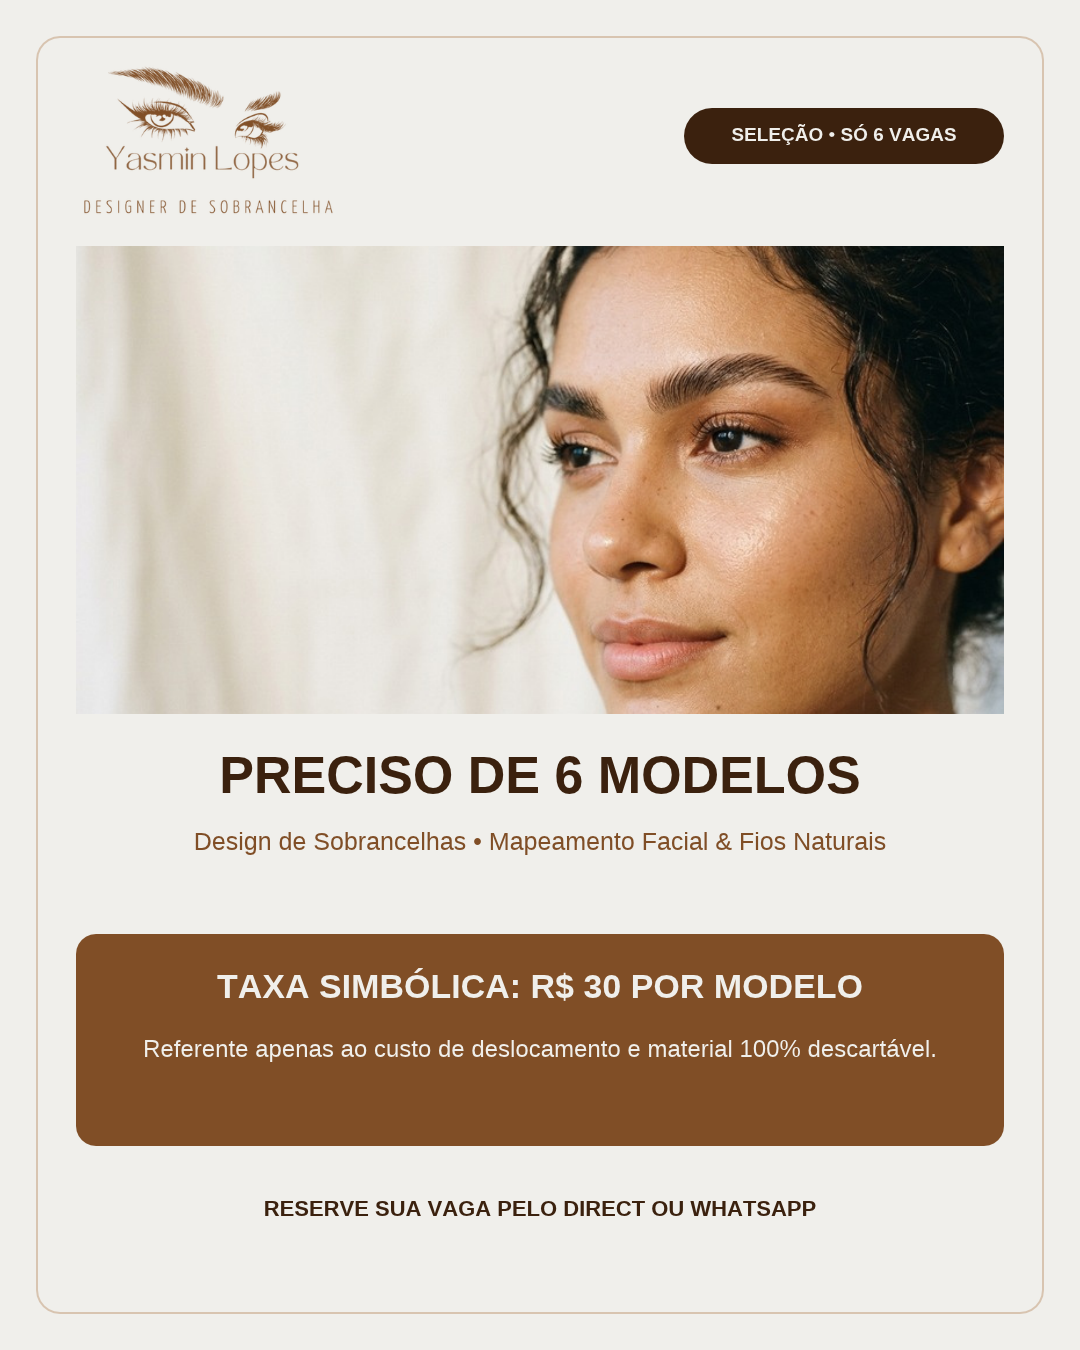 Yasmin Lopes
DESIGNER DE SOBRANCELHA
SELEÇÃO • SÓ 6 VAGAS
PRECISO DE 6 MODELOS
Design de Sobrancelhas • Mapeamento Facial & Fios Naturais
TAXA SIMBÓLICA: R$ 30 POR MODELO
Referente apenas ao custo de deslocamento e material 100% descartável.
RESERVE SUA VAGA PELO DIRECT OU WHATSAPP